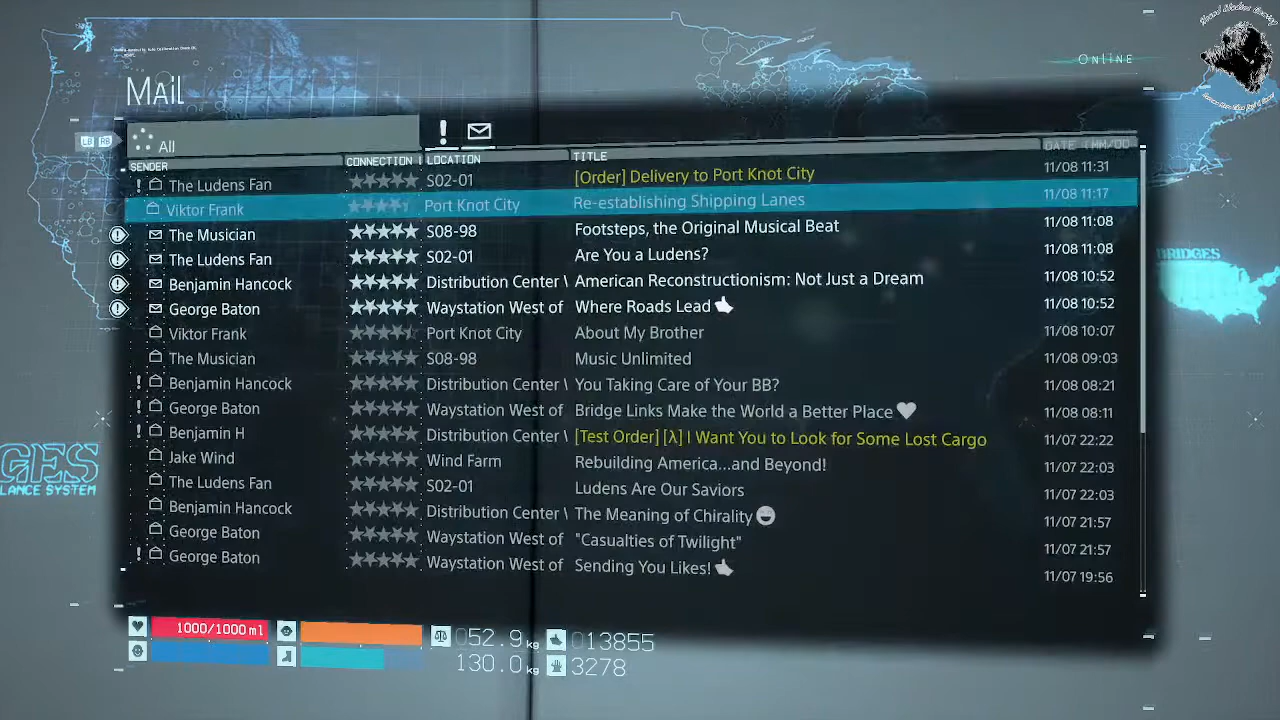 Mail
ONLINE
LB RB
All
SENDER CONNECTION LOCATION TITLE DATE (MM/DD
! The Ludens Fan S02-01 [Order] Delivery to Port Knot City 11/08 11:31
Viktor Frank Port Knot City Re-establishing Shipping Lanes 11/08 11:17
The Musician S08-98 Footsteps, the Original Musical Beat 11/08 11:08
The Ludens Fan S02-01 Are You a Ludens? 11/08 11:08
Benjamin Hancock Distribution Center American Reconstructionism: Not Just a Dream 11/08 10:52
George Baton Waystation West of Where Roads Lead 11/08 10:52
Viktor Frank Port Knot City About My Brother 11/08 10:07
The Musician S08-98 Music Unlimited 11/08 09:03
! Benjamin Hancock Distribution Center You Taking Care of Your BB? 11/08 08:21
! George Baton Waystation West of Bridge Links Make the World a Better Place 11/08 08:11
! Benjamin H Distribution Center [Test Order] [λ] I Want You to Look for Some Lost Cargo 11/07 22:22
Jake Wind Wind Farm Rebuilding America...and Beyond! 11/07 22:03
The Ludens Fan S02-01 Ludens Are Our Saviors 11/07 22:03
Benjamin Hancock Distribution Center The Meaning of Chirality 11/07 21:57
George Baton Waystation West of "Casualties of Twilight" 11/07 21:57
! George Baton Waystation West of Sending You Likes! 11/07 19:56
BRIDGES
GES
LANCE SYSTEM
1000/1000 ml
052.9 kg 013855
130.0 kg 3278